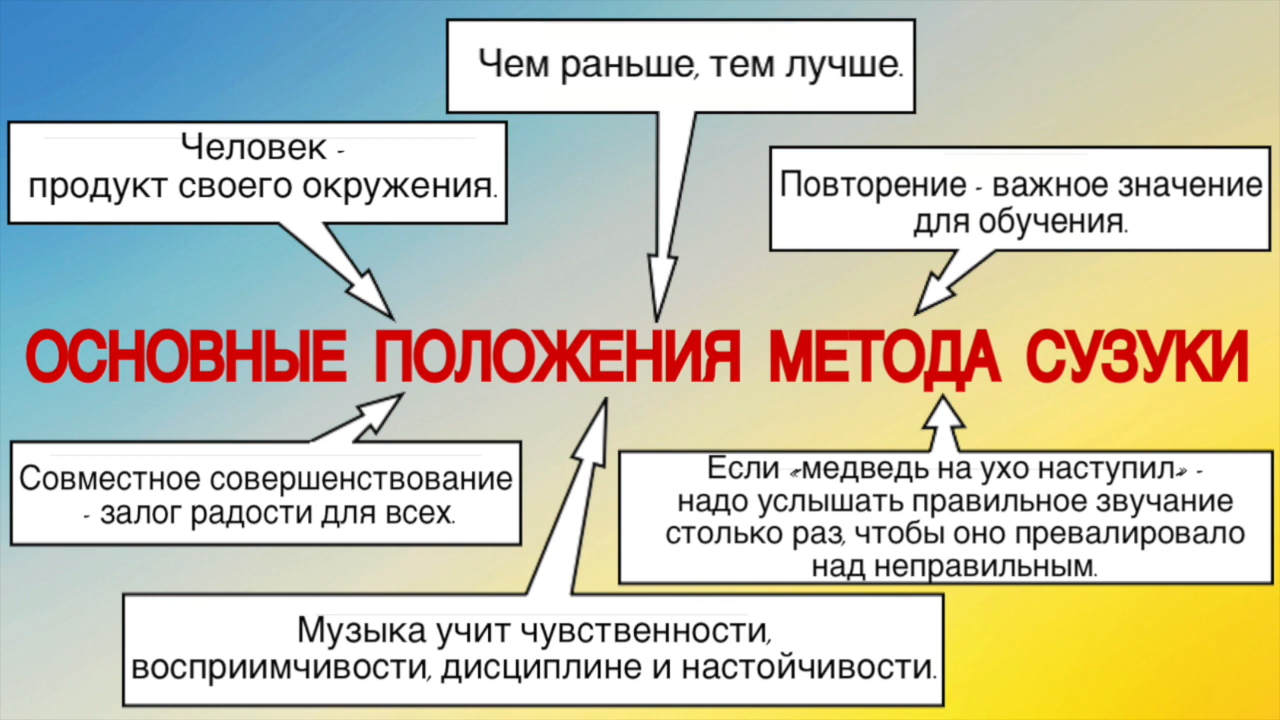 Чем раньше, тем лучше.
Человек -
продукт своего окружения.
Повторение - важное значение
для обучения.
ОСНОВНЫЕ ПОЛОЖЕНИЯ МЕТОДА СУЗУКИ
Совместное совершенствование
- залог радости для всех.
Если «медведь на ухо наступил» -
надо услышать правильное звучание
столько раз, чтобы оно превалировало
над неправильным.
Музыка учит чувственности,
восприимчивости, дисциплине и настойчивости.